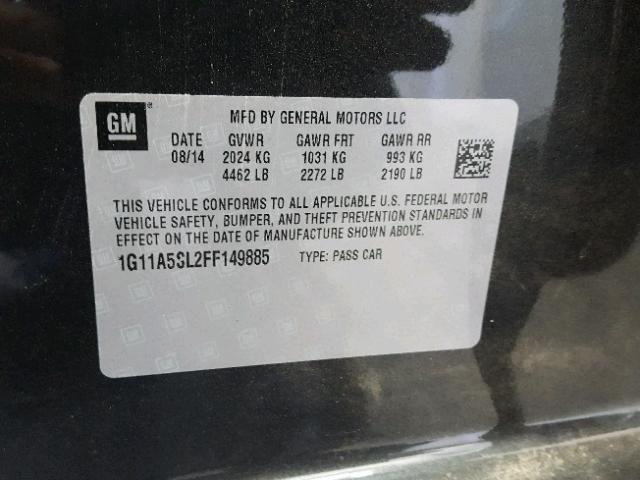 GM
MFD BY GENERAL MOTORS LLC
DATE GVWR GAWR FRT GAWR RR
08/14 2024 KG 1031 KG 993 KG
4462 LB 2272 LB 2190 LB
THIS VEHICLE CONFORMS TO ALL APPLICABLE U.S. FEDERAL MOTOR
VEHICLE SAFETY, BUMPER, AND THEFT PREVENTION STANDARDS IN
EFFECT ON THE DATE OF MANUFACTURE SHOWN ABOVE.
1G11A5SL2FF149885 TYPE: PASS CAR